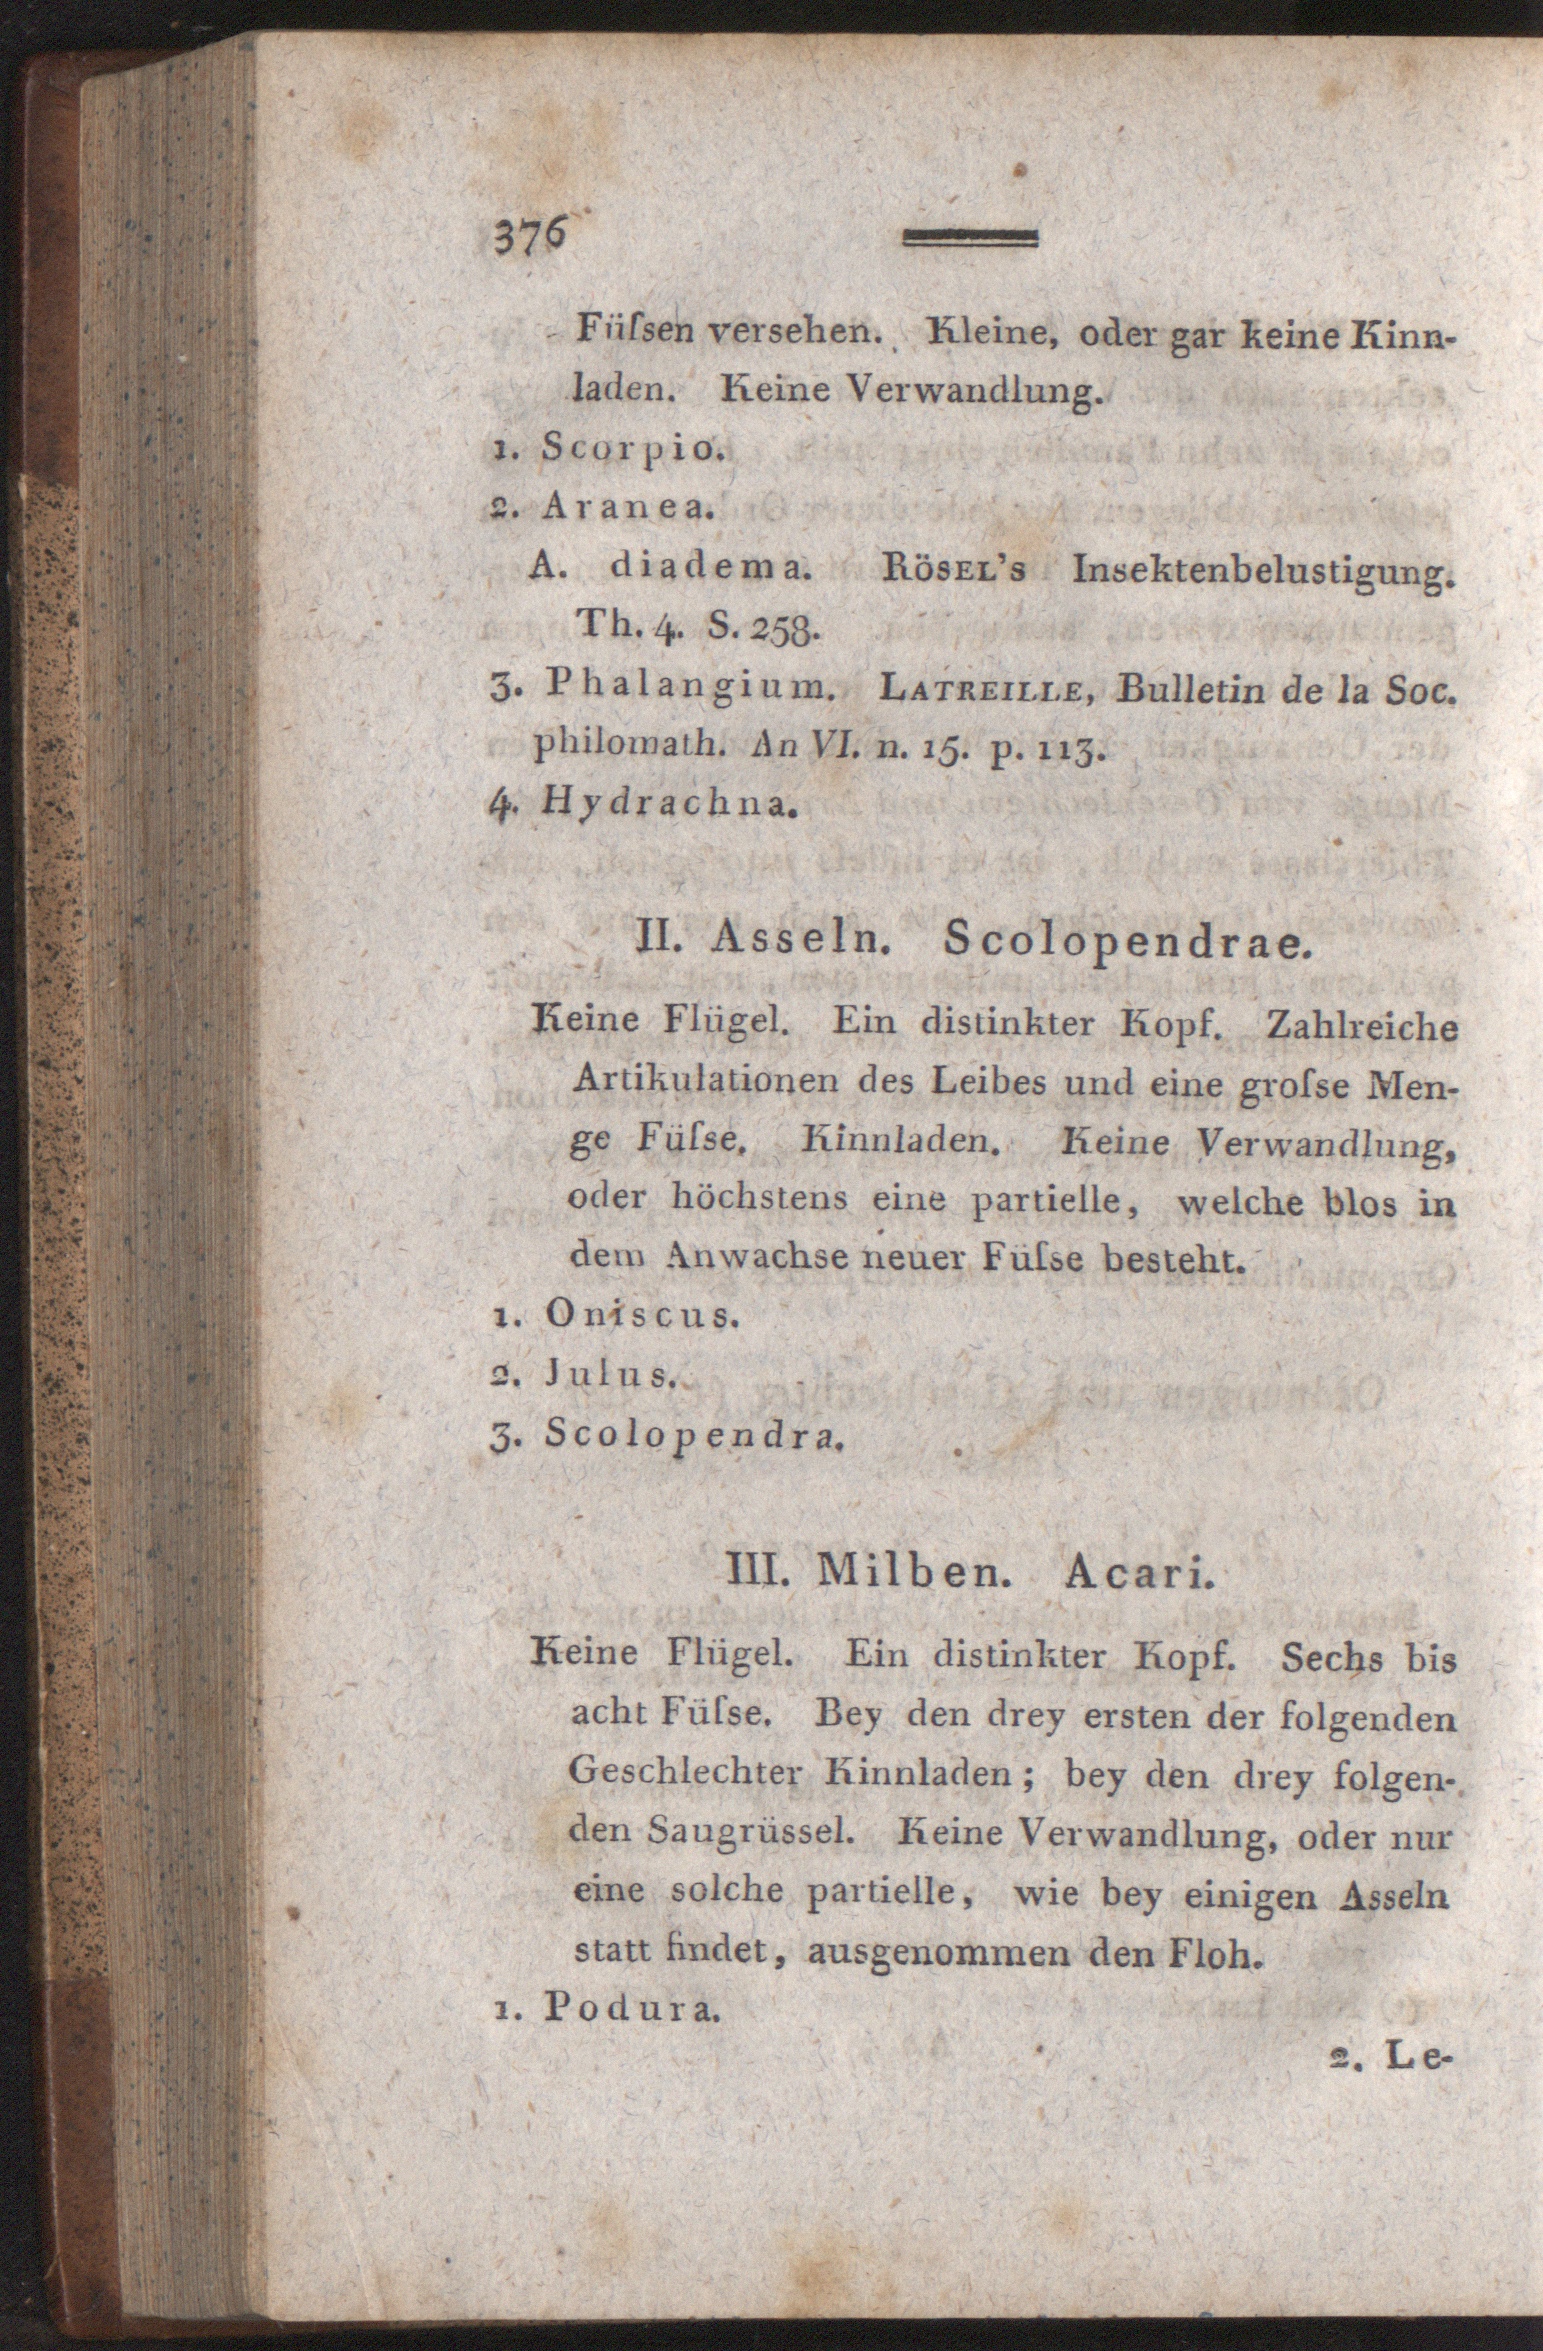 376
Füſsen versehen. Kleine, oder gar keine Kinn-
laden. Keine Verwandlung.
1. Scorpio.
2. Aranea.
A. diadema. Rösel's Insektenbelustigung.
Th. 4. S. 258.
3. Phalangium. Latreille, Bulletin de la Soc.
philomath. An VI. n. 15. p. 113.
4. Hydrachna.
II. Asseln. Scolopendrae.
Keine Flügel. Ein distinkter Kopf. Zahlreiche
Artikulationen des Leibes und eine groſse Men-
ge Füſse. Kinnladen. Keine Verwandlung,
oder höchstens eine partielle, welche blos in
dem Anwachse neuer Füſse besteht.
1. Oniscus.
2. Julus.
3. Scolopendra.
III. Milben. Acari.
Keine Flügel. Ein distinkter Kopf. Sechs bis
acht Füſse. Bey den drey ersten der folgenden
Geschlechter Kinnladen; bey den drey folgen-
den Saugrüssel. Keine Verwandlung, oder nur
eine solche partielle, wie bey einigen Asseln
statt findet, ausgenommen den Floh.
1. Podura.
2. Le-